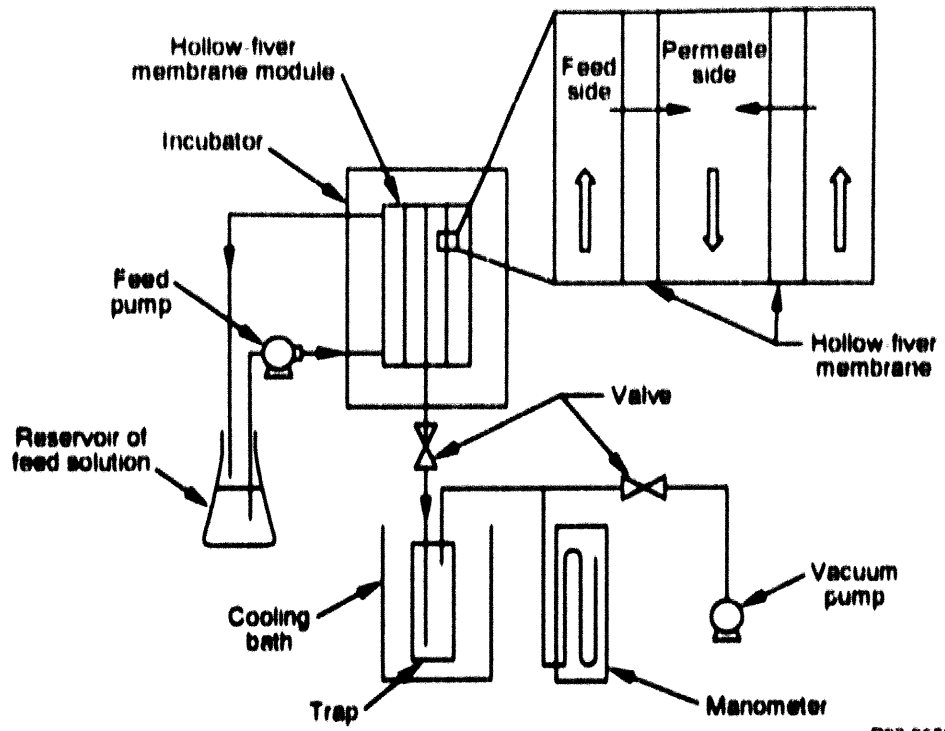 Hollow-fiver
membrane module
Feed
side
Permeate
side
Incubator
Feed
pump
Hollow-fiver
membrane
Valve
Reservoir of
feed solution
Cooling
bath
Vacuum
pump
Trap
Manometer